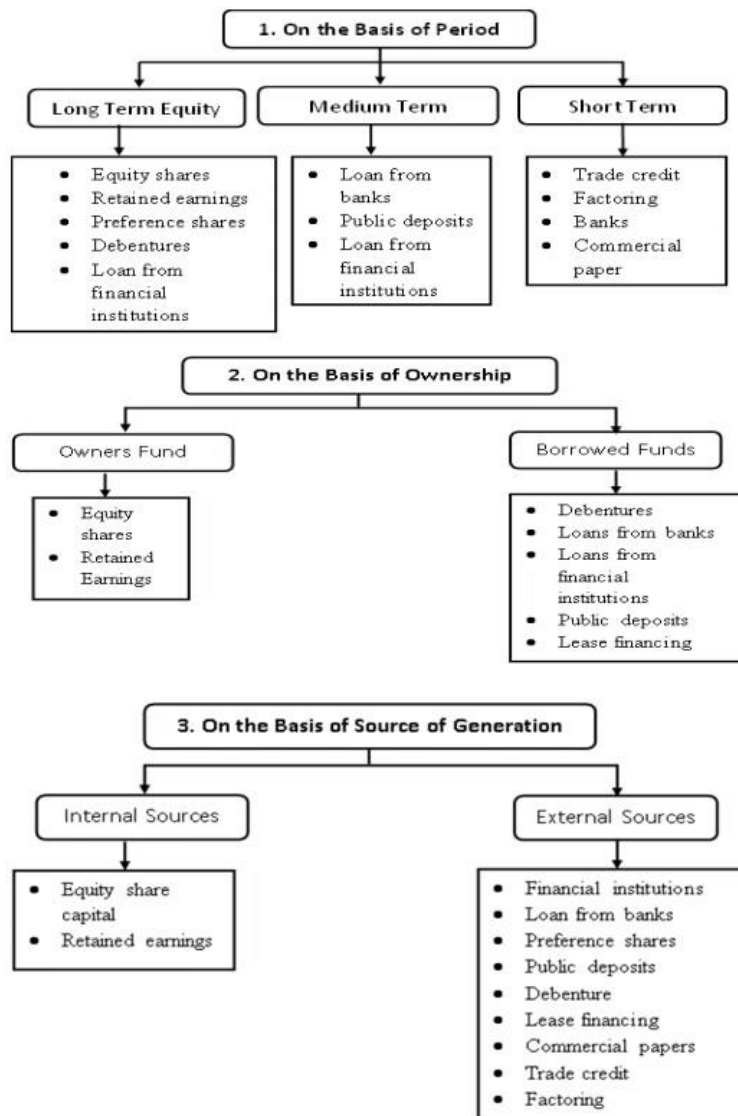 1. On the Basis of Period
Long Term Equity
Medium Term
Short Term
• Equity shares
• Retained earnings
• Preference shares
• Debentures
• Loan from
financial
institutions
• Loan from
banks
• Public deposits
• Loan from
financial
institutions
• Trade credit
• Factoring
• Banks
• Commercial
paper
2. On the Basis of Ownership
Owners Fund
Borrowed Funds
• Equity
shares
• Retained
Earnings
• Debentures
• Loans from banks
• Loans from
financial
institutions
• Public deposits
• Lease financing
3. On the Basis of Source of Generation
Internal Sources
External Sources
• Equity share
capital
• Retained earnings
• Financial institutions
• Loan from banks
• Preference shares
• Public deposits
• Debenture
• Lease financing
• Commercial papers
• Trade credit
• Factoring